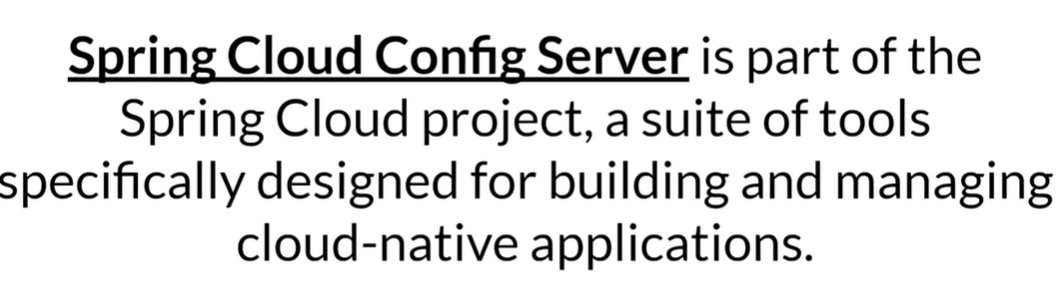 Spring Cloud Config Server is part of the
Spring Cloud project, a suite of tools
specifically designed for building and managing
cloud-native applications.